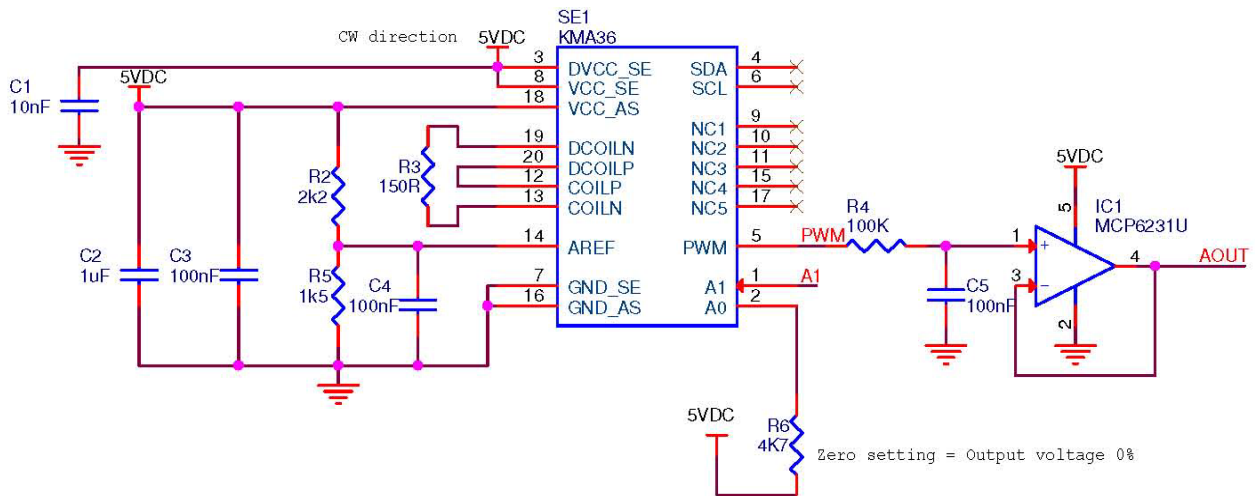 SE1
KMA36
CW direction
5VDC
5VDC
C1
10nF
3
8
18
DVCC_SE
VCC_SE
VCC_AS
SDA
SCL
4
6
19
20
12
13
DCOILN
DCOILP
COILP
COILN
NC1
NC2
NC3
NC4
NC5
9
10
11
15
17
R3
150R
R2
2k2
14
AREF
PWM
5
PWM
R4
100K
5VDC
5
IC1
MCP6231U
1
+
3
−
4
AOUT
2
C2
1uF
C3
100nF
R5
1k5
C4
100nF
7
16
GND_SE
GND_AS
A1
A0
1
2
A1
C5
100nF
5VDC
R6
4K7
Zero setting = Output voltage 0%